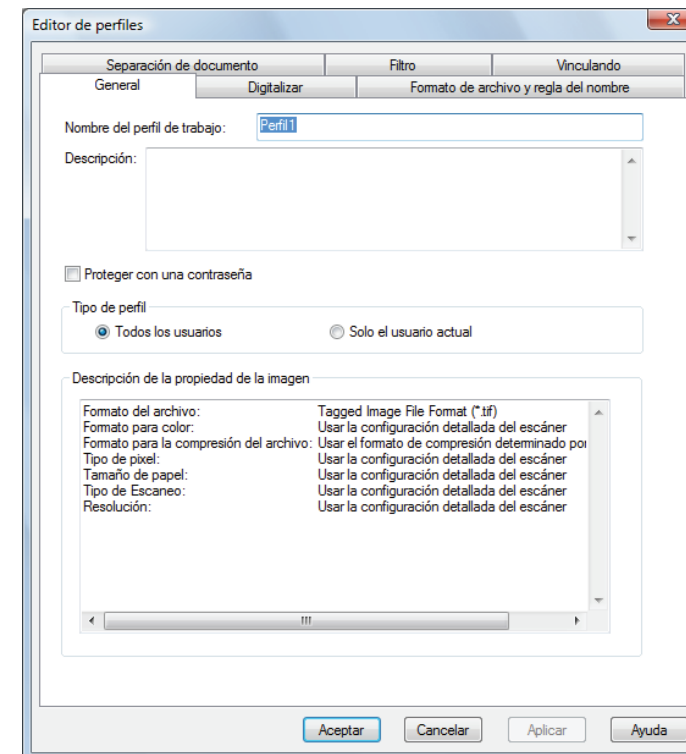 Editor de perfiles
Separación de documento Filtro Vinculando
General Digitalizar Formato de archivo y regla del nombre
Nombre del perfil de trabajo: Perfil1
Descripción:
Proteger con una contraseña
Tipo de perfil
Todos los usuarios Solo el usuario actual
Descripción de la propiedad de la imagen
Formato del archivo: Tagged Image File Format (*.tif)
Formato para color: Usar la configuración detallada del escáner
Formato para la compresión del archivo: Usar el formato de compresión determinado por
Tipo de pixel: Usar la configuración detallada del escáner
Tamaño de papel: Usar la configuración detallada del escáner
Tipo de Escaneo: Usar la configuración detallada del escáner
Resolución: Usar la configuración detallada del escáner
Aceptar Cancelar Aplicar Ayuda